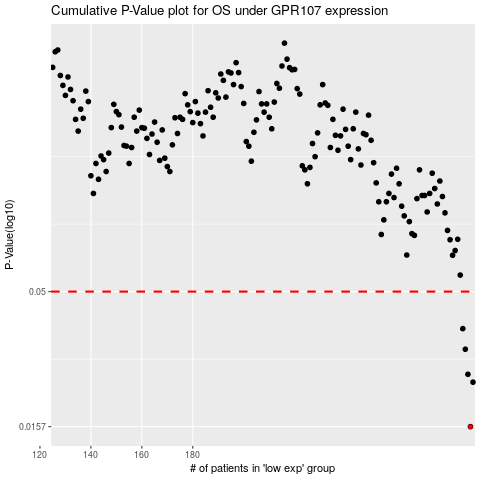 Cumulative P-Value plot for OS under GPR107 expression
P-Value(log10)
0.05
0.0157
120 140 160 180
# of patients in 'low exp' group